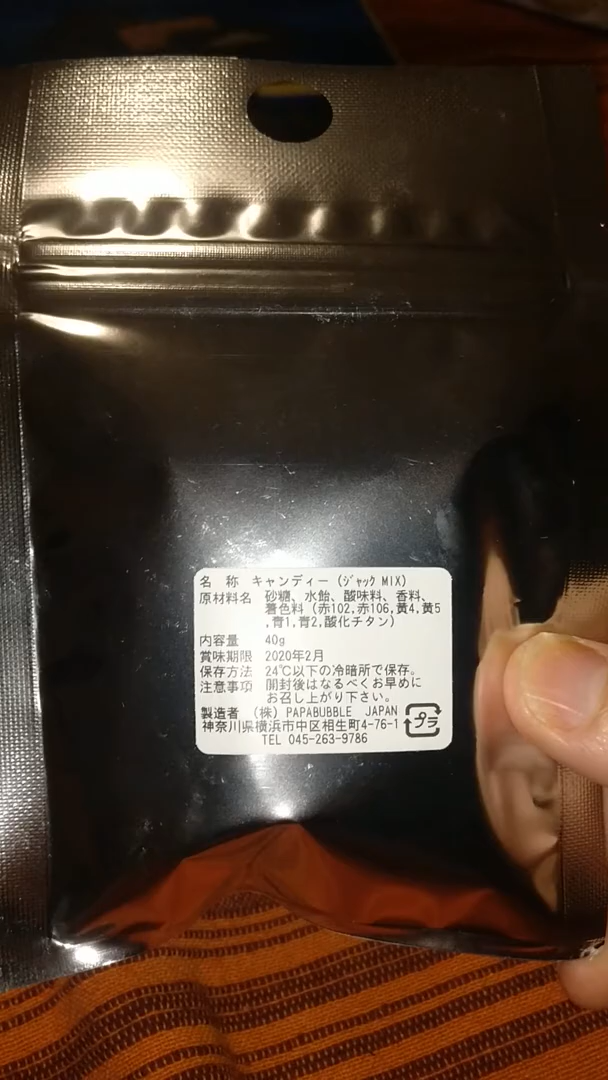 名 称 キャンディー (ジャック MIX)
原材料名 砂糖、水飴、酸味料、香料、
着色料 (赤102,赤106,黄4,黄5
,青1,青2,酸化チタン)
内容量 40g
賞味期限 2020年2月
保存方法 24℃以下の冷暗所で保存。
注意事項 開封後はなるべくお早めに
お召し上がり下さい。
製造者 (株) PAPABUBBLE JAPAN
神奈川県横浜市中区相生町4-76-1
TEL 045-263-9786
プラ